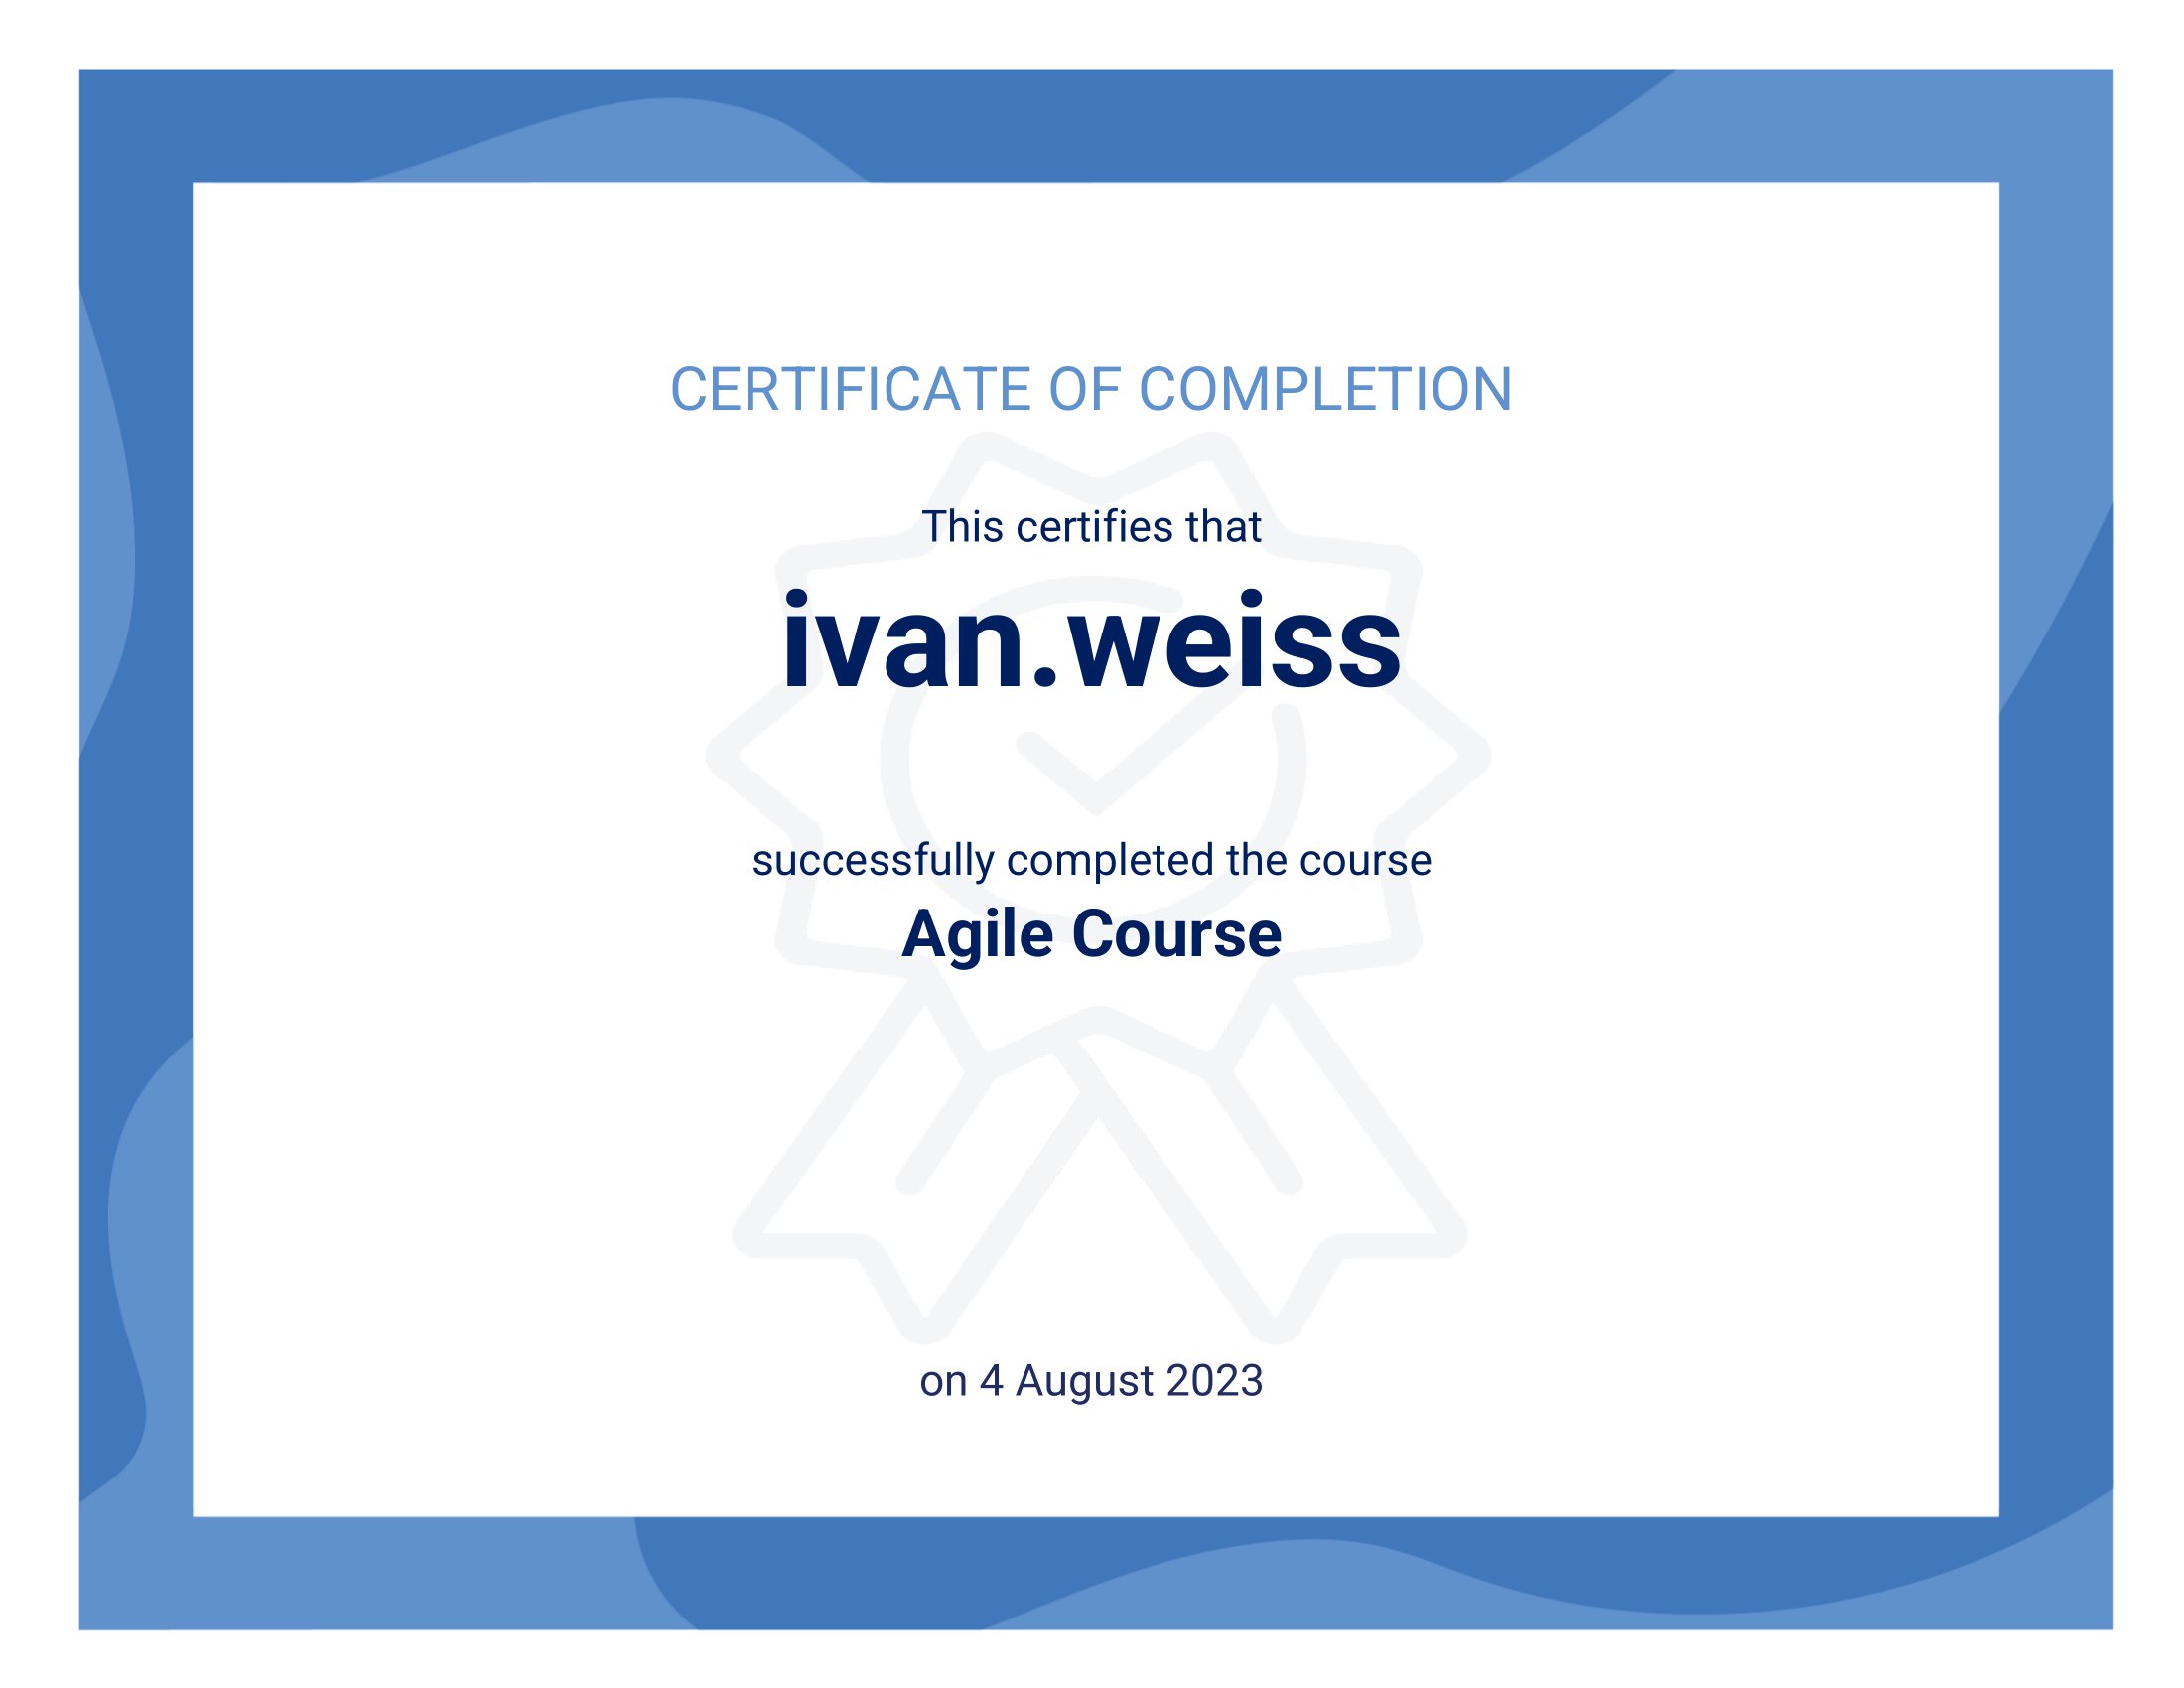 CERTIFICATE OF COMPLETION
This certifies that
ivan.weiss
successfully completed the course
Agile Course
on 4 August 2023